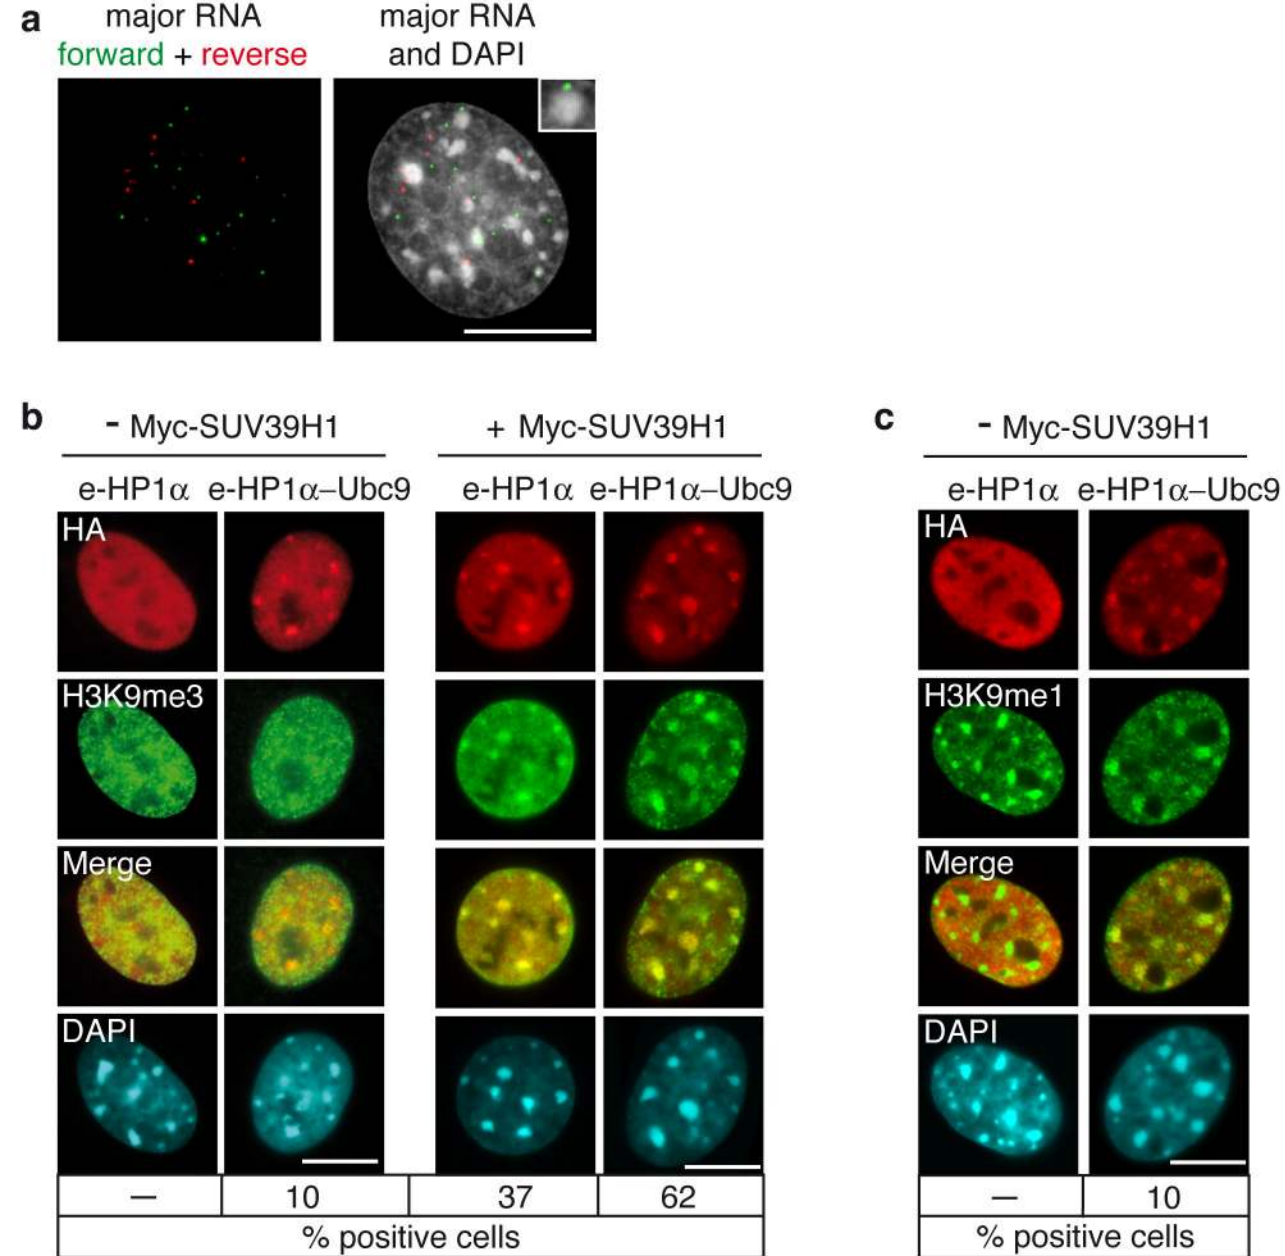 a
major RNA
forward + reverse
major RNA
and DAPI
b
- Myc-SUV39H1
+ Myc-SUV39H1
e-HP1α e-HP1α–Ubc9
e-HP1α e-HP1α–Ubc9
HA
H3K9me3
Merge
DAPI
— 10 37 62
% positive cells
c
- Myc-SUV39H1
e-HP1α e-HP1α–Ubc9
HA
H3K9me1
Merge
DAPI
— 10
% positive cells